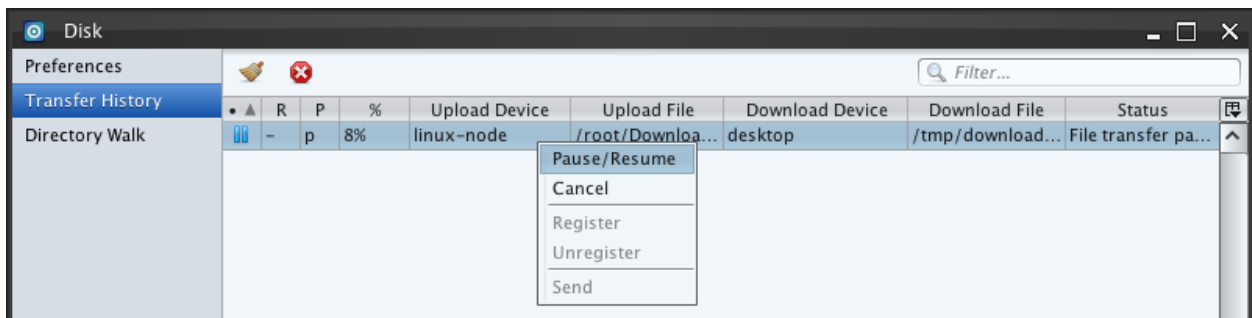 Disk
Preferences
Transfer History
Directory Walk
Filter...
R P % Upload Device Upload File Download Device Download File Status
– p 8% linux-node /root/Downloa... desktop /tmp/download... File transfer pa...
Pause/Resume
Cancel
Register
Unregister
Send